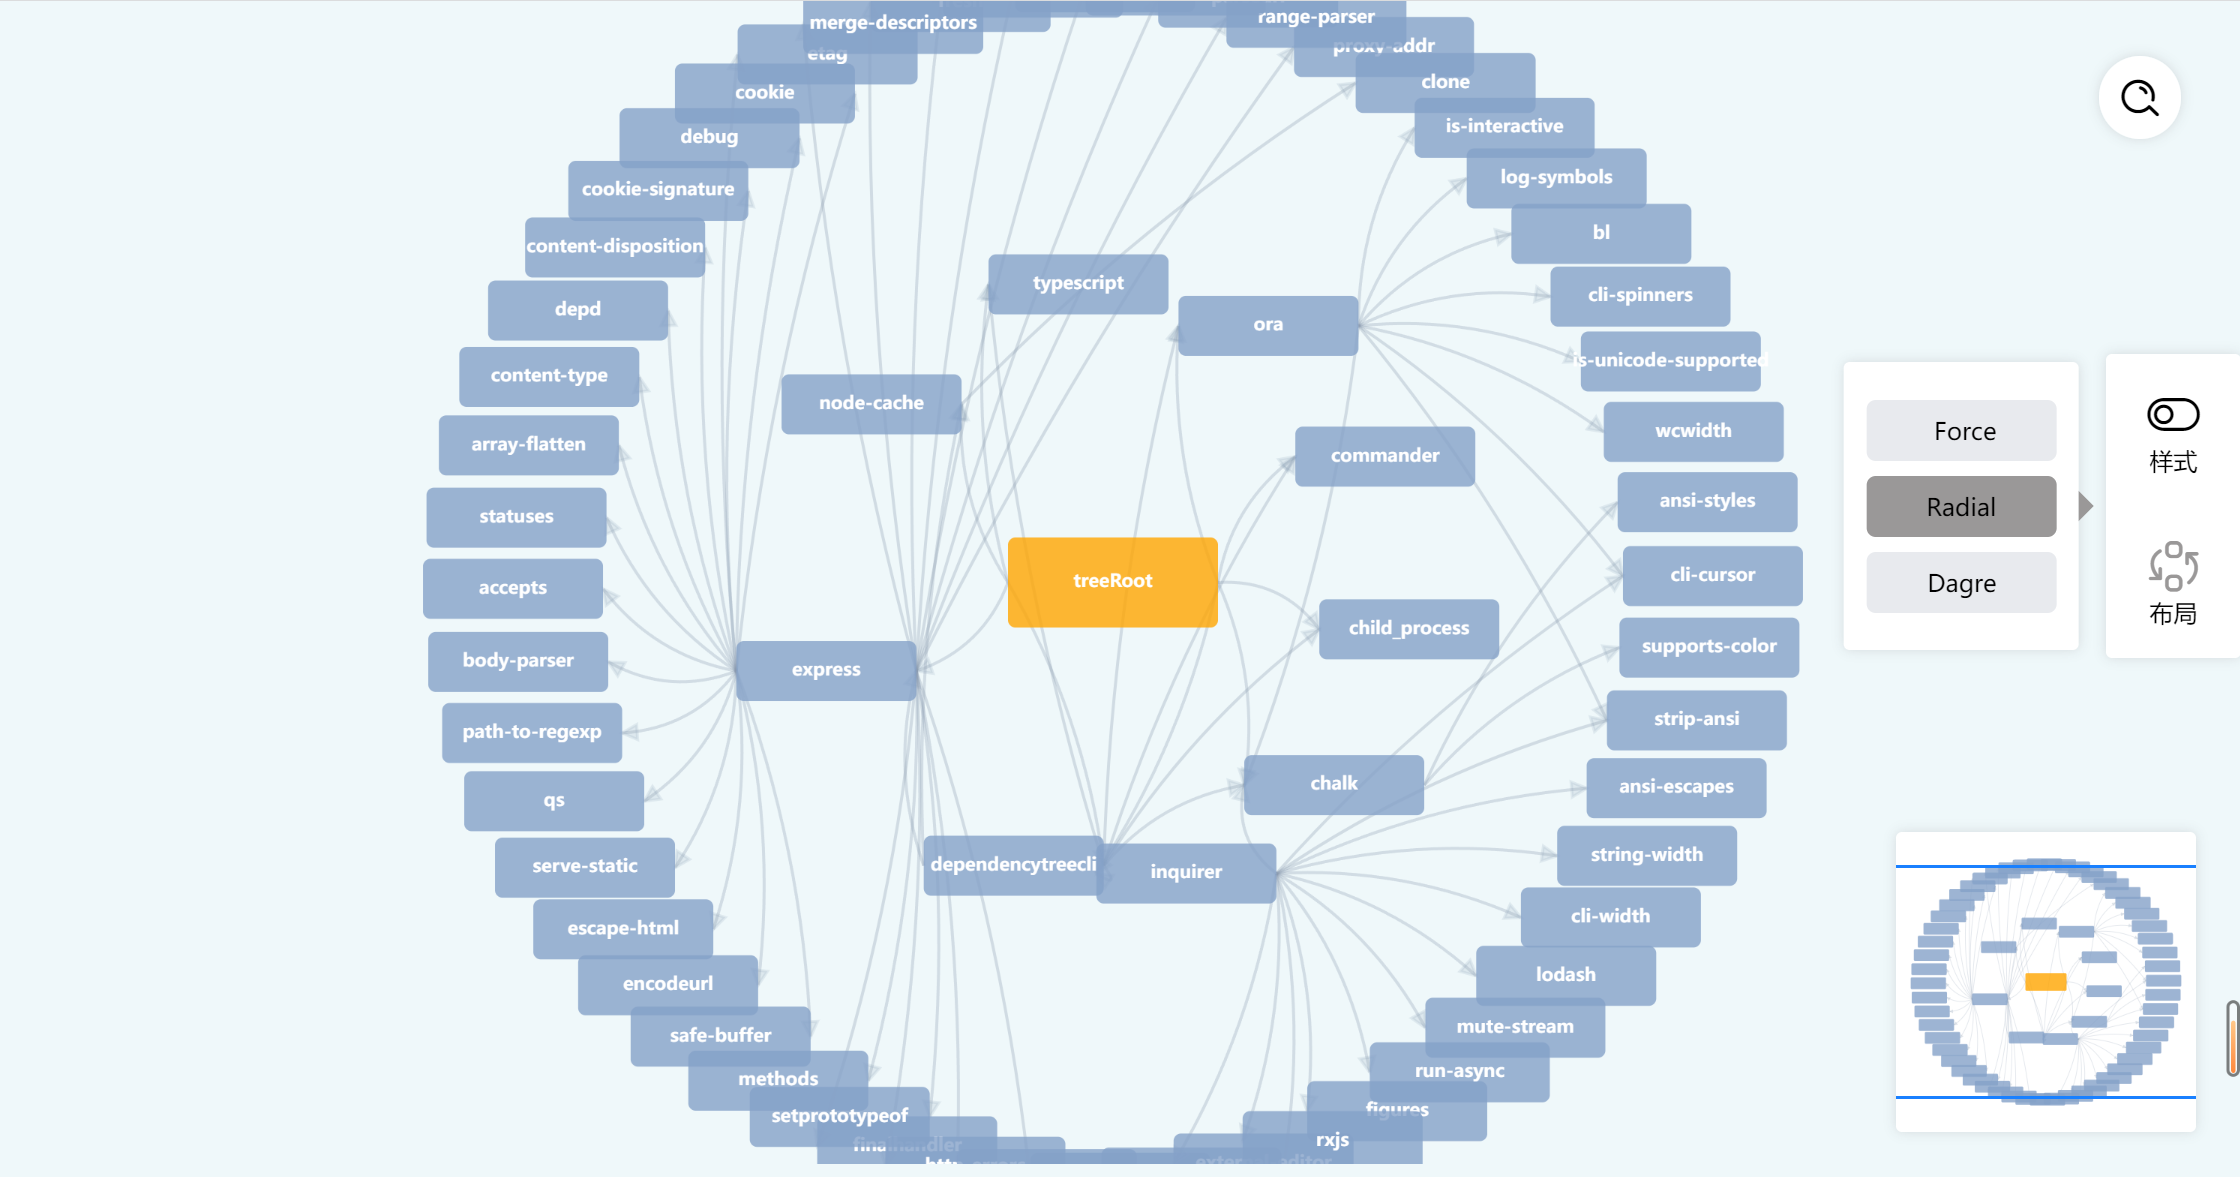 merge-descriptors
range-parser
etag
proxy-addr
cookie
clone
debug
is-interactive
cookie-signature
log-symbols
content-disposition
bl
depd
typescript
cli-spinners
ora
content-type
is-unicode-supported
node-cache
wcwidth
array-flatten
commander
ansi-styles
statuses
cli-cursor
accepts
treeRoot
child_process
supports-color
body-parser
express
strip-ansi
path-to-regexp
chalk
ansi-escapes
qs
string-width
serve-static
dependencytreecli
inquirer
cli-width
escape-html
lodash
encodeurl
mute-stream
safe-buffer
run-async
methods
figures
setprototypeof
rxjs
finalhandler
Force
Radial
Dagre
样式
布局